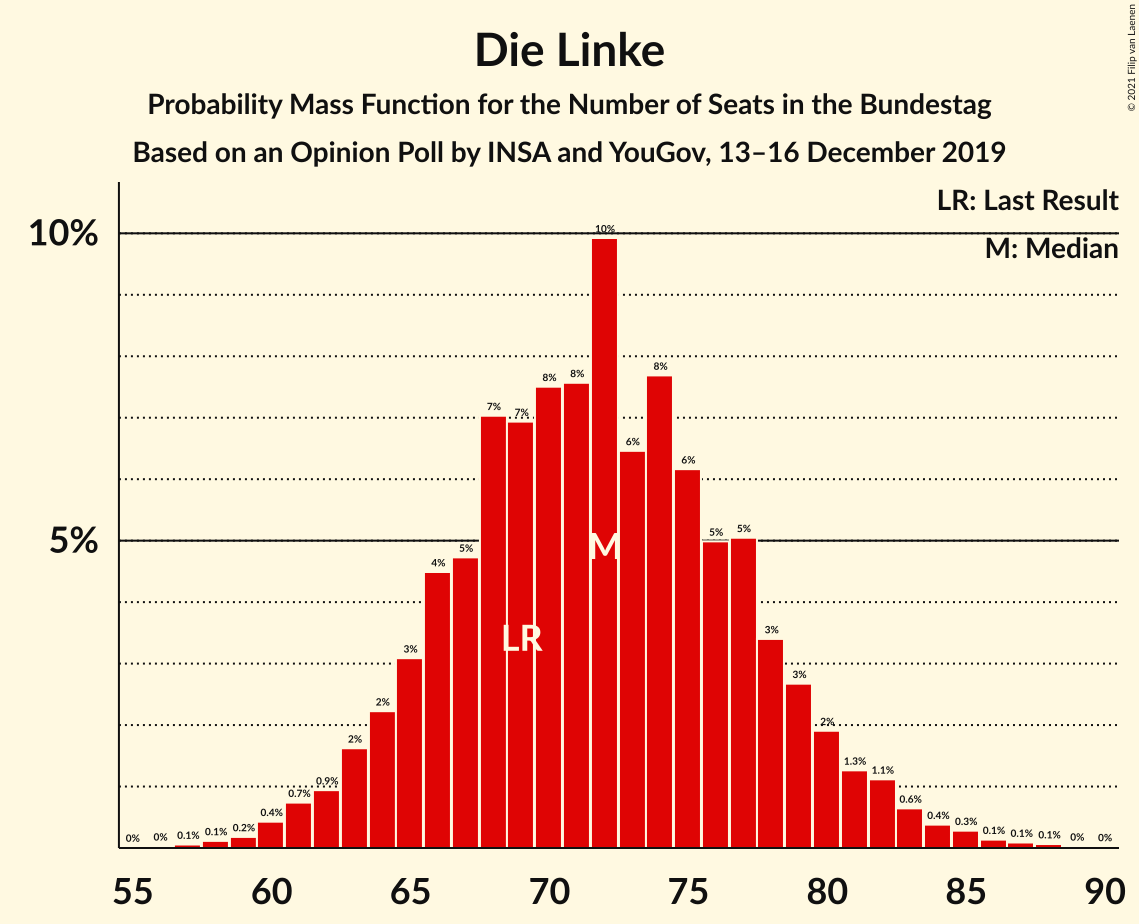 © 2021 Filip van Laenen
Die Linke
Probability Mass Function for the Number of Seats in the Bundestag
Based on an Opinion Poll by INSA and YouGov, 13–16 December 2019
LR: Last Result
M: Median
10%
5%
0% 0% 0.1% 0.1% 0.2% 0.4% 0.7% 0.9% 2% 2% 3% 4% 5% 7% 7% 8% 8% 10% 6% 8% 6% 5% 5% 3% 3% 2% 1.3% 1.1% 0.6% 0.4% 0.3% 0.1% 0.1% 0.1% 0% 0%
M
LR
55 60 65 70 75 80 85 90